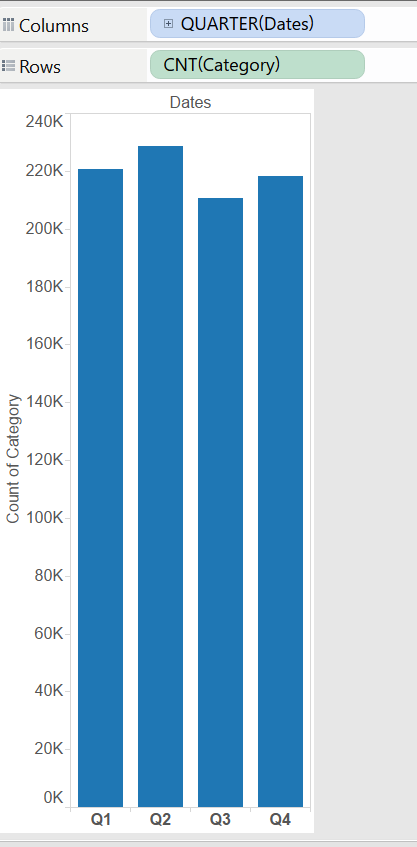 Columns QUARTER(Dates)
Rows CNT(Category)
Dates
240K
220K
200K
180K
160K
140K
120K
100K
80K
60K
40K
20K
0K
Count of Category
Q1 Q2 Q3 Q4